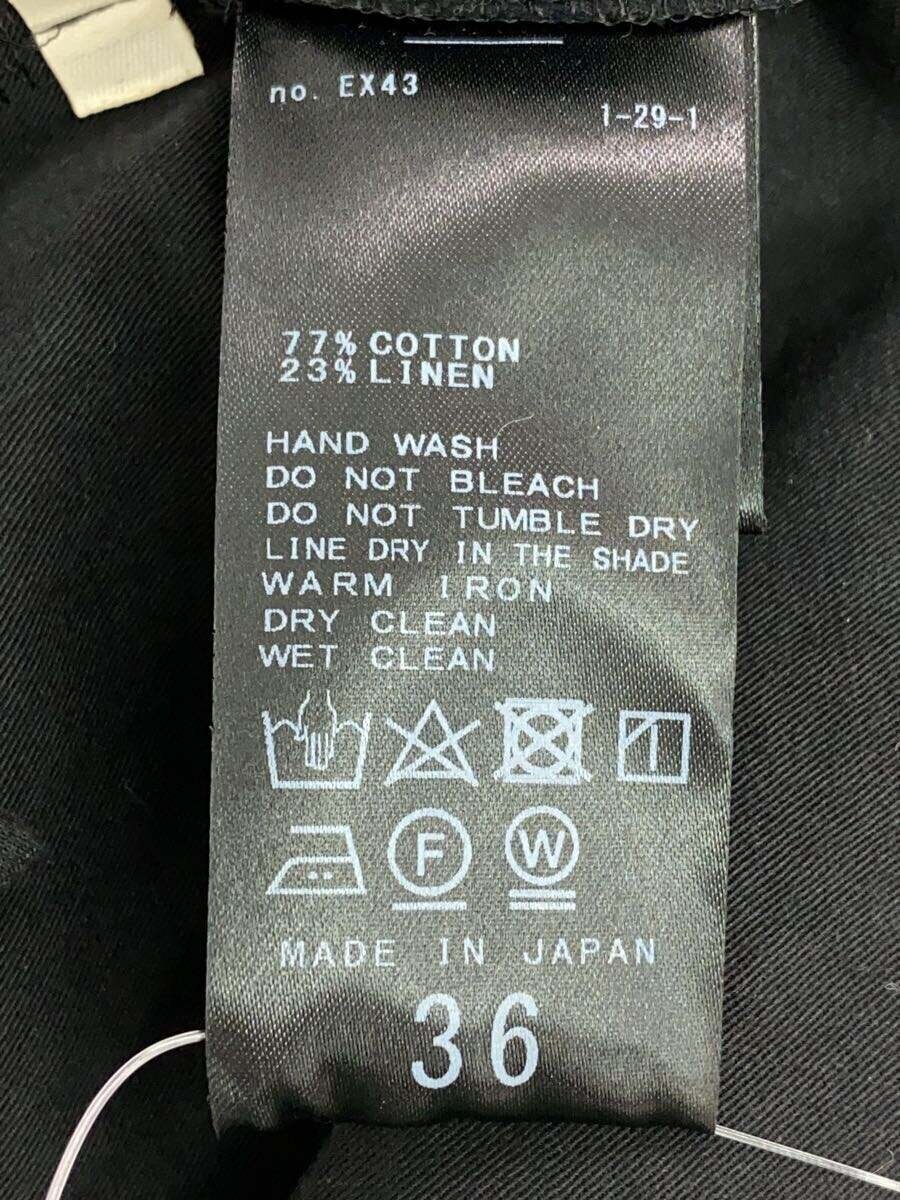 no. EX43
1-29-1
77% COTTON
23% LINEN
HAND WASH
DO NOT BLEACH
DO NOT TUMBLE DRY
LINE DRY IN THE SHADE
WARM IRON
DRY CLEAN
WET CLEAN
F W
MADE IN JAPAN
36